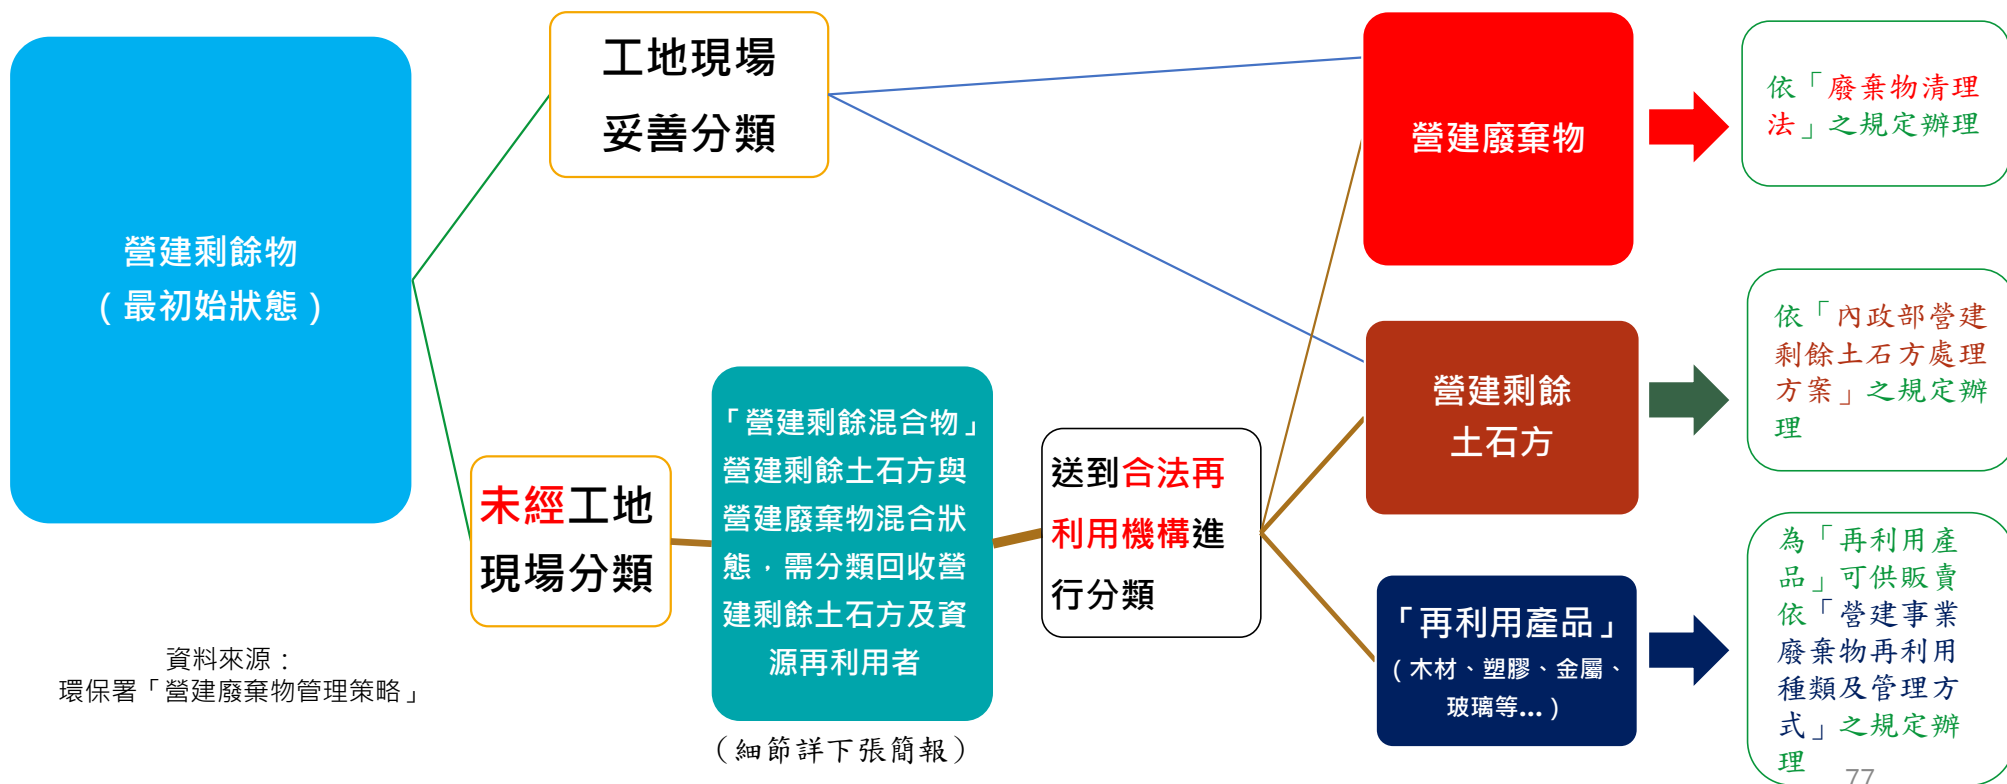 營建剩餘物
(最初始狀態)
工地現場
妥善分類
未經工地
現場分類
「營建剩餘混合物」
營建剩餘土石方與
營建廢棄物混合狀
態，需分類回收營
建剩餘土石方及資
源再利用者
(細節詳下張簡報)
送到合法再
利用機構進
行分類
營建廢棄物
依「廢棄物清理
法」之規定辦理
營建剩餘
土石方
依「內政部營建
剩餘土石方處理
方案」之規定辦
理
「再利用產品」
(木材、塑膠、金屬、
玻璃等...)
為「再利用產
品」可供販賣
依「營建事業
廢棄物再利用
種類及管理方
式」之規定辦
理
資料來源：
環保署「營建廢棄物管理策略」
77